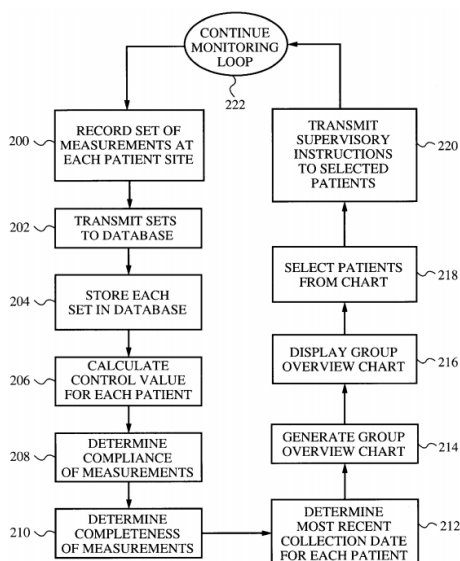 CONTINUE
MONITORING
LOOP
222
200
RECORD SET OF
MEASUREMENTS AT
EACH PATIENT SITE
202
TRANSMIT SETS
TO DATABASE
204
STORE EACH
SET IN DATABASE
206
CALCULATE
CONTROL VALUE
FOR EACH PATIENT
208
DETERMINE
COMPLIANCE
OF MEASUREMENTS
210
DETERMINE
COMPLETENESS
OF MEASUREMENTS
DETERMINE
MOST RECENT
COLLECTION DATE
FOR EACH PATIENT
212
GENERATE GROUP
OVERVIEW CHART
214
DISPLAY GROUP
OVERVIEW CHART
216
SELECT PATIENTS
FROM CHART
218
TRANSMIT
SUPERVISORY
INSTRUCTIONS
TO SELECTED
PATIENTS
220